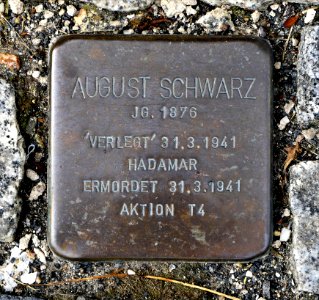 AUGUST SCHWARZ
JG. 1876
'VERLEGT' 31.3.1941
HADAMAR
ERMORDET 31.3.1941
AKTION T4